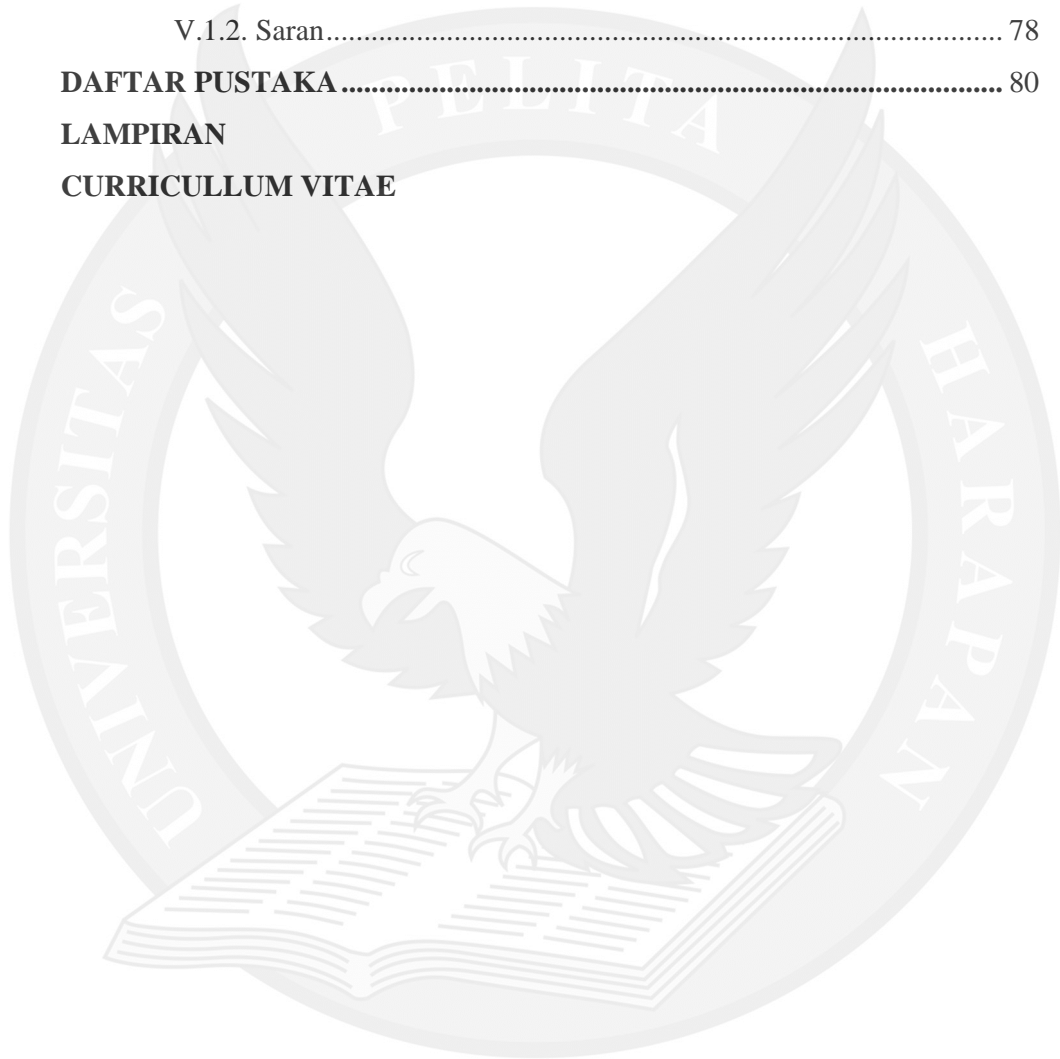 V.1.2. Saran.......................................................................................... 78
DAFTAR PUSTAKA........................................................................................ 80
LAMPIRAN
CURRICULLUM VITAE
UNIVERSITAS PELITA HARAPAN